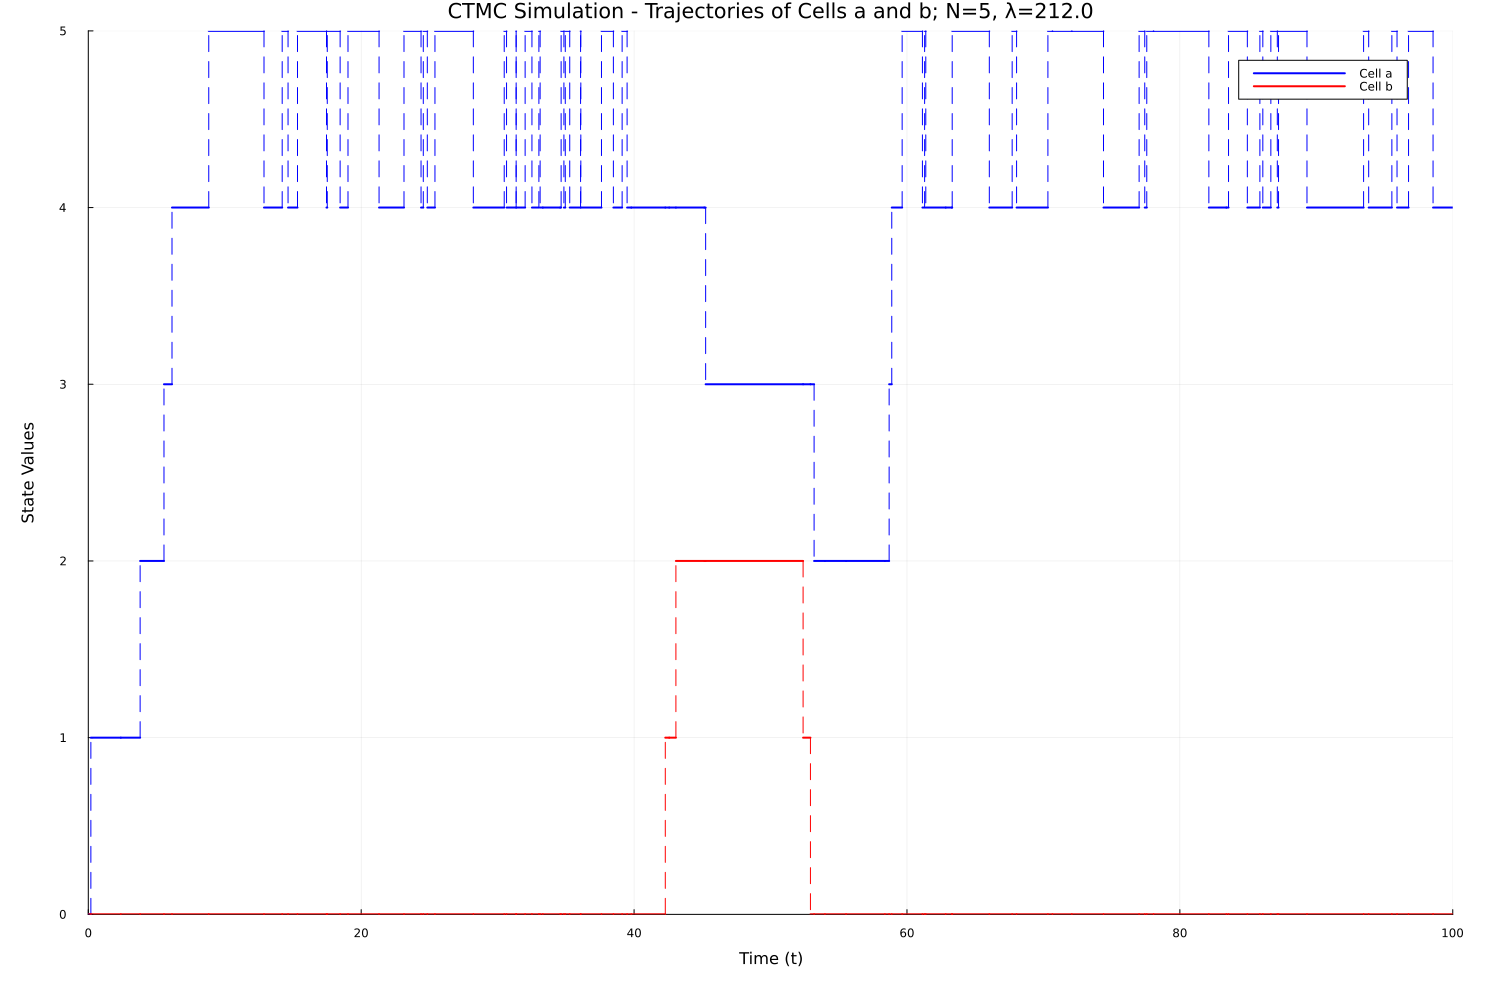 CTMC Simulation - Trajectories of Cells a and b; N=5, λ=212.0
5
4
3
2
1
0
State Values
Cell a
Cell b
0 20 40 60 80 100
Time (t)